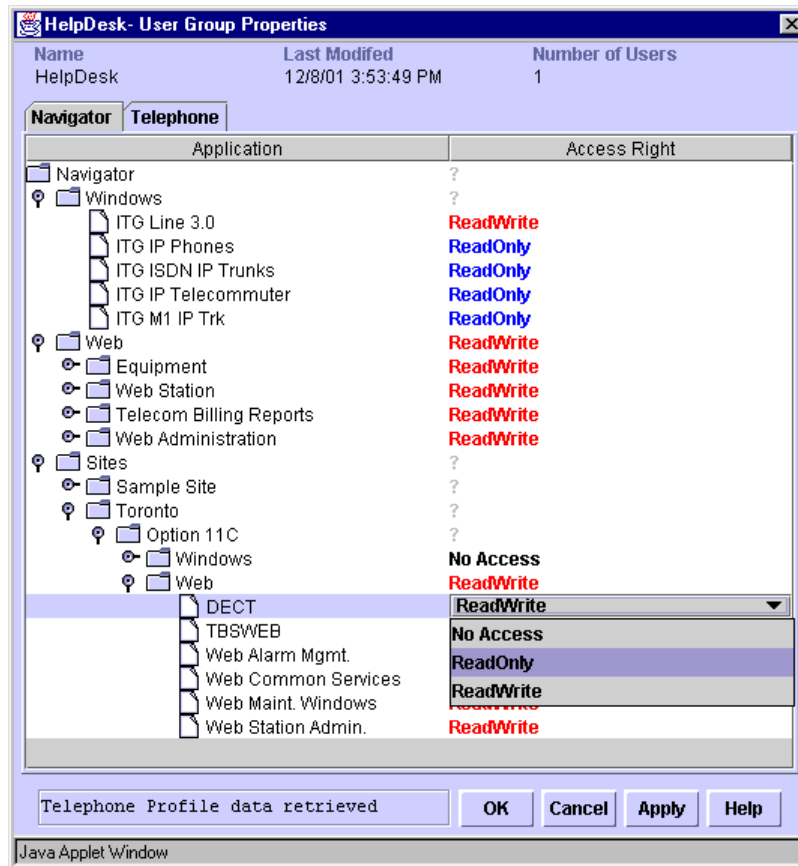 HelpDesk- User Group Properties
Name Last Modifed Number of Users
HelpDesk 12/8/01 3:53:49 PM 1
Navigator Telephone
Application Access Right
Navigator ?
Windows ?
ITG Line 3.0 ReadWrite
ITG IP Phones ReadOnly
ITG ISDN IP Trunks ReadOnly
ITG IP Telecommuter ReadOnly
ITG M1 IP Trk ReadOnly
Web ReadWrite
Equipment ReadWrite
Web Station ReadWrite
Telecom Billing Reports ReadWrite
Web Administration ReadWrite
Sites ?
Sample Site ?
Toronto ?
Option 11C ?
Windows No Access
Web ReadWrite
DECT ReadWrite
TBSWEB No Access
Web Alarm Mgmt. ReadOnly
Web Common Services ReadWrite
Web Maint. Windows
Web Station Admin. ReadWrite
Telephone Profile data retrieved OK Cancel Apply Help
Java Applet Window